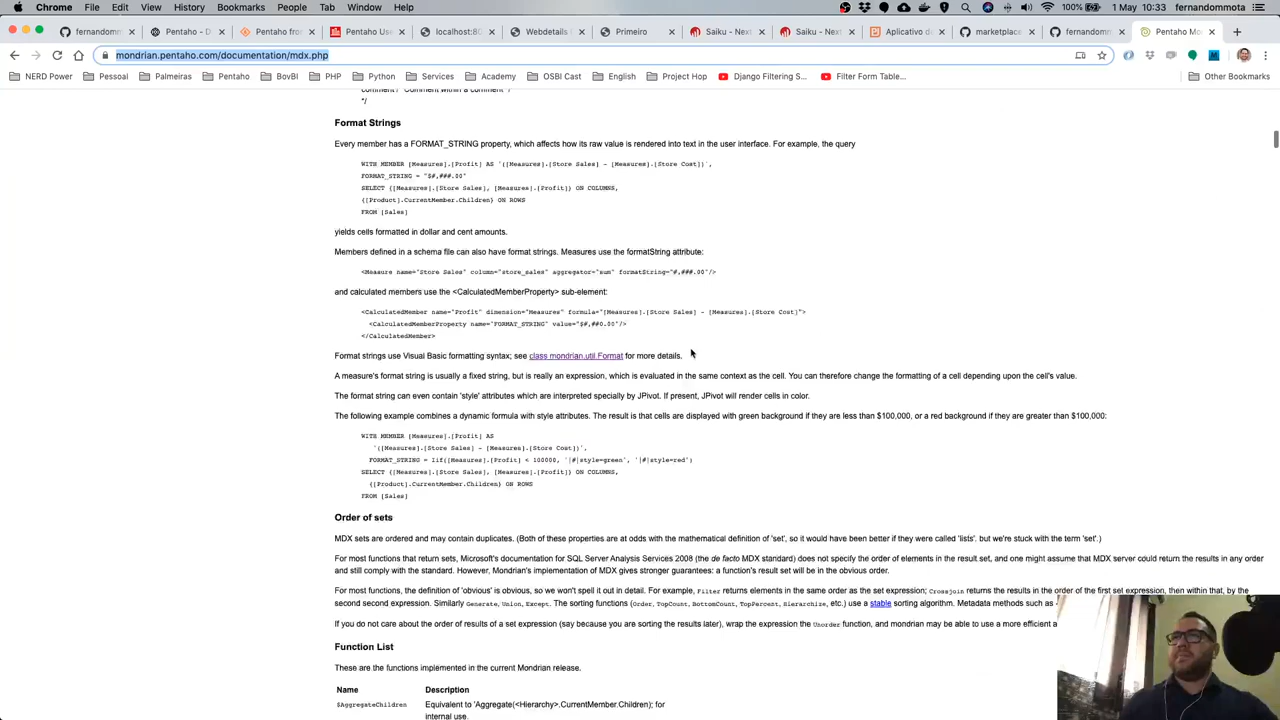 Chrome File Edit View History Bookmarks People Tab Window Help
100%
Mon 10:33
fernandomm
Pentaho - D
Pentaho fror
Pentaho Use
localhost:80
Webdetails I
Primeiro
Saiku - Next
Saiku - Next
Aplicativo do
marketplace
fernandomm
Pentaho Mo
mondrian.pentaho.com/documentation/mdx.php
NERD Power
Pessoal
Palmeiras
Pentaho
BovBI
PHP
Python
Services
Academy
OSBI Cast
English
Project Hop
Django Filtering S...
Filter Form Table...
Other Bookmarks
*/
Format Strings
Every member has a FORMAT_STRING property, which affects how its raw value is rendered into text in the user interface. For example, the query
WITH MEMBER [Measures].[Profit] AS '([Measures].[Store Sales] - [Measures].[Store Cost])',
FORMAT_STRING = "$#,###.00"
SELECT {[Measures].[Store Sales], [Measures].[Profit]} ON COLUMNS,
{[Product].CurrentMember.Children} ON ROWS
FROM [Sales]
yields cells formatted in dollar and cent amounts.
Members defined in a schema file can also have format strings. Measures use the formatString attribute:
<Measure name="Store Sales" column="store_sales" aggregator="sum" formatString="#,###.00"/>
and calculated members use the <CalculatedMemberProperty> sub-element:
<CalculatedMember name="Profit" dimension="Measures" formula="[Measures].[Store Sales] - [Measures].[Store Cost]">
<CalculatedMemberProperty name="FORMAT_STRING" value="$#,##0.00"/>
</CalculatedMember>
Format strings use Visual Basic formatting syntax; see class mondrian.util.Format for more details.
A measure's format string is usually a fixed string, but is really an expression, which is evaluated in the same context as the cell. You can therefore change the formatting of a cell depending upon the cell's value.
The format string can even contain 'style' attributes which are interpreted specially by JPivot. If present, JPivot will render cells in color.
The following example combines a dynamic formula with style attributes. The result is that cells are displayed with green background if they are less than $100,000, or a red background if they are greater than $100,000:
WITH MEMBER [Measures].[Profit] AS
'([Measures].[Store Sales] - [Measures].[Store Cost])',
FORMAT_STRING = Iif([Measures].[Profit] < 100000, '|#|style=green', '|#|style=red')
SELECT {[Measures].[Store Sales], [Measures].[Profit]} ON COLUMNS,
{[Product].CurrentMember.Children} ON ROWS
FROM [Sales]
Order of sets
MDX sets are ordered and may contain duplicates. (Both of these properties are at odds with the mathematical definition of 'set', so it would have been better if they were called 'lists'. but we're stuck with the term 'set'.)
For most functions that return sets, Microsoft's documentation for SQL Server Analysis Services 2008 (the de facto MDX standard) does not specify the order of elements in the result set, and one might assume that MDX server could return the results in any order
and still comply with the standard. However, Mondrian's implementation of MDX gives stronger guarantees: a function's result set will be in the obvious order.
For most functions, the definition of 'obvious' is obvious, so we won't spell it out in detail. For example, Filter returns elements in the same order as the set expression; Crossjoin returns the results in the order of the first set expression, then within that, by the
second second expression. Similarly Generate, Union, Except. The sorting functions (Order, TopCount, BottomCount, TopPercent, Hierarchize, etc.) use a stable sorting algorithm. Metadata methods such as
If you do not care about the order of results of a set expression (say because you are sorting the results later), wrap the expression the Unorder function, and mondrian may be able to use a more efficient a
Function List
These are the functions implemented in the current Mondrian release.
Name Description
$AggregateChildren Equivalent to 'Aggregate(<Hierarchy>.CurrentMember.Children); for
internal use.